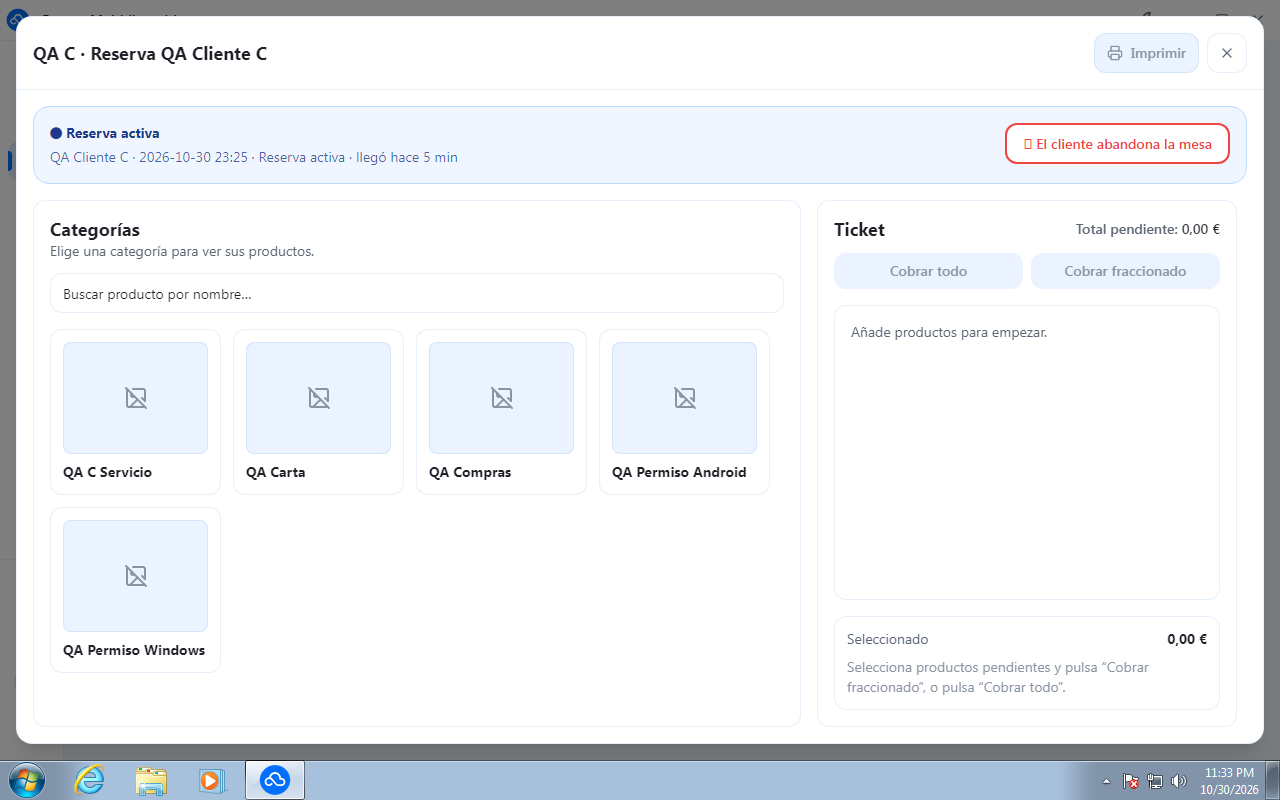 QA C · Reserva QA Cliente C
Imprimir
Reserva activa
QA Cliente C · 2026-10-30 23:25 · Reserva activa · llegó hace 5 min
El cliente abandona la mesa
Categorías
Elige una categoría para ver sus productos.
Buscar producto por nombre...
QA C Servicio
QA Carta
QA Compras
QA Permiso Android
QA Permiso Windows
Ticket
Total pendiente: 0,00 €
Cobrar todo
Cobrar fraccionado
Añade productos para empezar.
Seleccionado
0,00 €
Selecciona productos pendientes y pulsa “Cobrar
fraccionado”, o pulsa “Cobrar todo”.
11:33 PM
10/30/2026